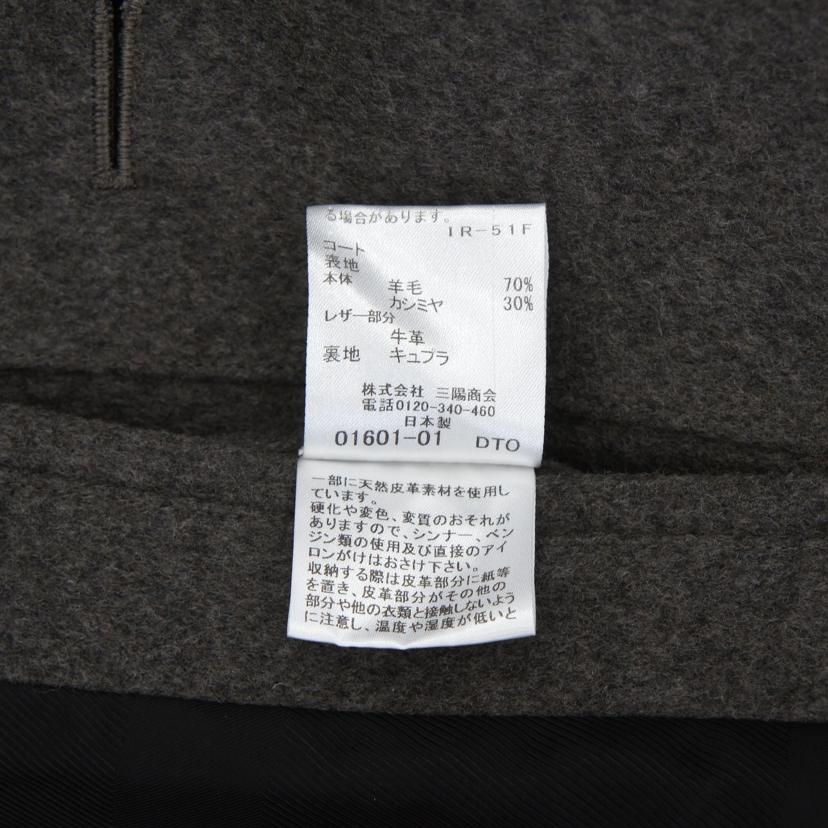 る場合があります。
IR-51F
コート
表地
本体 羊毛 70%
カシミヤ 30%
レザー部分
牛革
裏地 キュプラ
株式会社 三陽商会
電話0120-340-460
日本製
01601-01 DTO
一部に天然皮革素材を使用し
ています。
硬化や変色、変質のおそれが
ありますので、シンナー、ベン
ジン類の使用及び直接のアイ
ロンがけはおさけ下さい。
収納する際は皮革部分に紙等
を置き、皮革部分がその他の
部分や他の衣類と接触しないよう
に注意し、温度や湿度が低いと